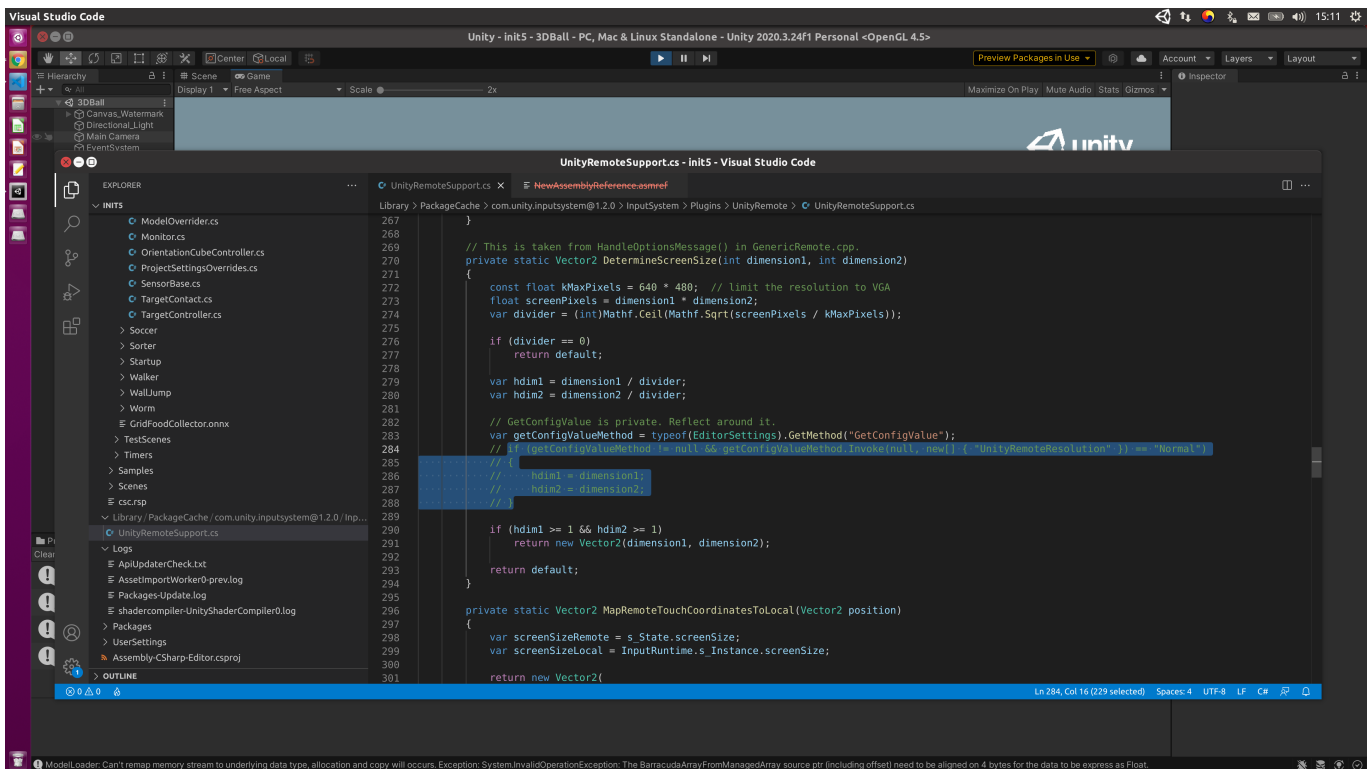 Visual Studio Code
15:11
Unity - init5 - 3DBall - PC, Mac & Linux Standalone - Unity 2020.3.24f1 Personal <OpenGL 4.5>
Center Local
Preview Packages in Use
Account Layers Layout
Hierarchy
Scene Game
Inspector
All
Display 1 Free Aspect Scale 2x
Maximize On Play Mute Audio Stats Gizmos
3DBall
Canvas_Watermark
Directional_Light
Main Camera
EventSystem
unity
UnityRemoteSupport.cs - init5 - Visual Studio Code
EXPLORER ...
UnityRemoteSupport.cs NewAssemblyReference.asmref
INIT5
Library > PackageCache > com.unity.inputsystem@1.2.0 > InputSystem > Plugins > UnityRemote > UnityRemoteSupport.cs
ModelOverrider.cs
Monitor.cs
OrientationCubeController.cs
ProjectSettingsOverrides.cs
SensorBase.cs
TargetContact.cs
TargetController.cs
> Soccer
> Sorter
> Startup
> Walker
> WallJump
> Worm
GridFoodCollector.onnx
> TestScenes
> Timers
> Samples
> Scenes
csc.rsp
Library / PackageCache / com.unity.inputsystem@1.2.0 / Inp...
UnityRemoteSupport.cs
Logs
ApiUpdaterCheck.txt
AssetImportWorker0-prev.log
Packages-Update.log
shadercompiler-UnityShaderCompiler0.log
> Packages
> UserSettings
Assembly-CSharp-Editor.csproj
> OUTLINE
267 }
268
269 // This is taken from HandleOptionsMessage() in GenericRemote.cpp.
270 private static Vector2 DetermineScreenSize(int dimension1, int dimension2)
271 {
272 const float kMaxPixels = 640 * 480; // limit the resolution to VGA
273 float screenPixels = dimension1 * dimension2;
274 var divider = (int)Mathf.Ceil(Mathf.Sqrt(screenPixels / kMaxPixels));
275
276 if (divider == 0)
277 return default;
278
279 var hdim1 = dimension1 / divider;
280 var hdim2 = dimension2 / divider;
281
282 // GetConfigValue is private. Reflect around it.
283 var getConfigValueMethod = typeof(EditorSettings).GetMethod("GetConfigValue");
284 // if (getConfigValueMethod != null && getConfigValueMethod.Invoke(null, new[] { "UnityRemoteResolution" }) == "Normal")
285 // {
286 // hdim1 = dimension1;
287 // hdim2 = dimension2;
288 // }
289
290 if (hdim1 >= 1 && hdim2 >= 1)
291 return new Vector2(dimension1, dimension2);
292
293 return default;
294 }
295
296 private static Vector2 MapRemoteTouchCoordinatesToLocal(Vector2 position)
297 {
298 var screenSizeRemote = s_State.screenSize;
299 var screenSizeLocal = InputRuntime.s_Instance.screenSize;
300
301 return new Vector2(
0 0
Ln 284, Col 16 (229 selected) Spaces: 4 UTF-8 LF C#
ModelLoader: Can't remap memory stream to underlying data type, allocation and copy will occurs. Exception: System.InvalidOperationException: The BarracudaArrayFromManagedArray source ptr (including offset) need to be aligned on 4 bytes for the data to be express as Float.